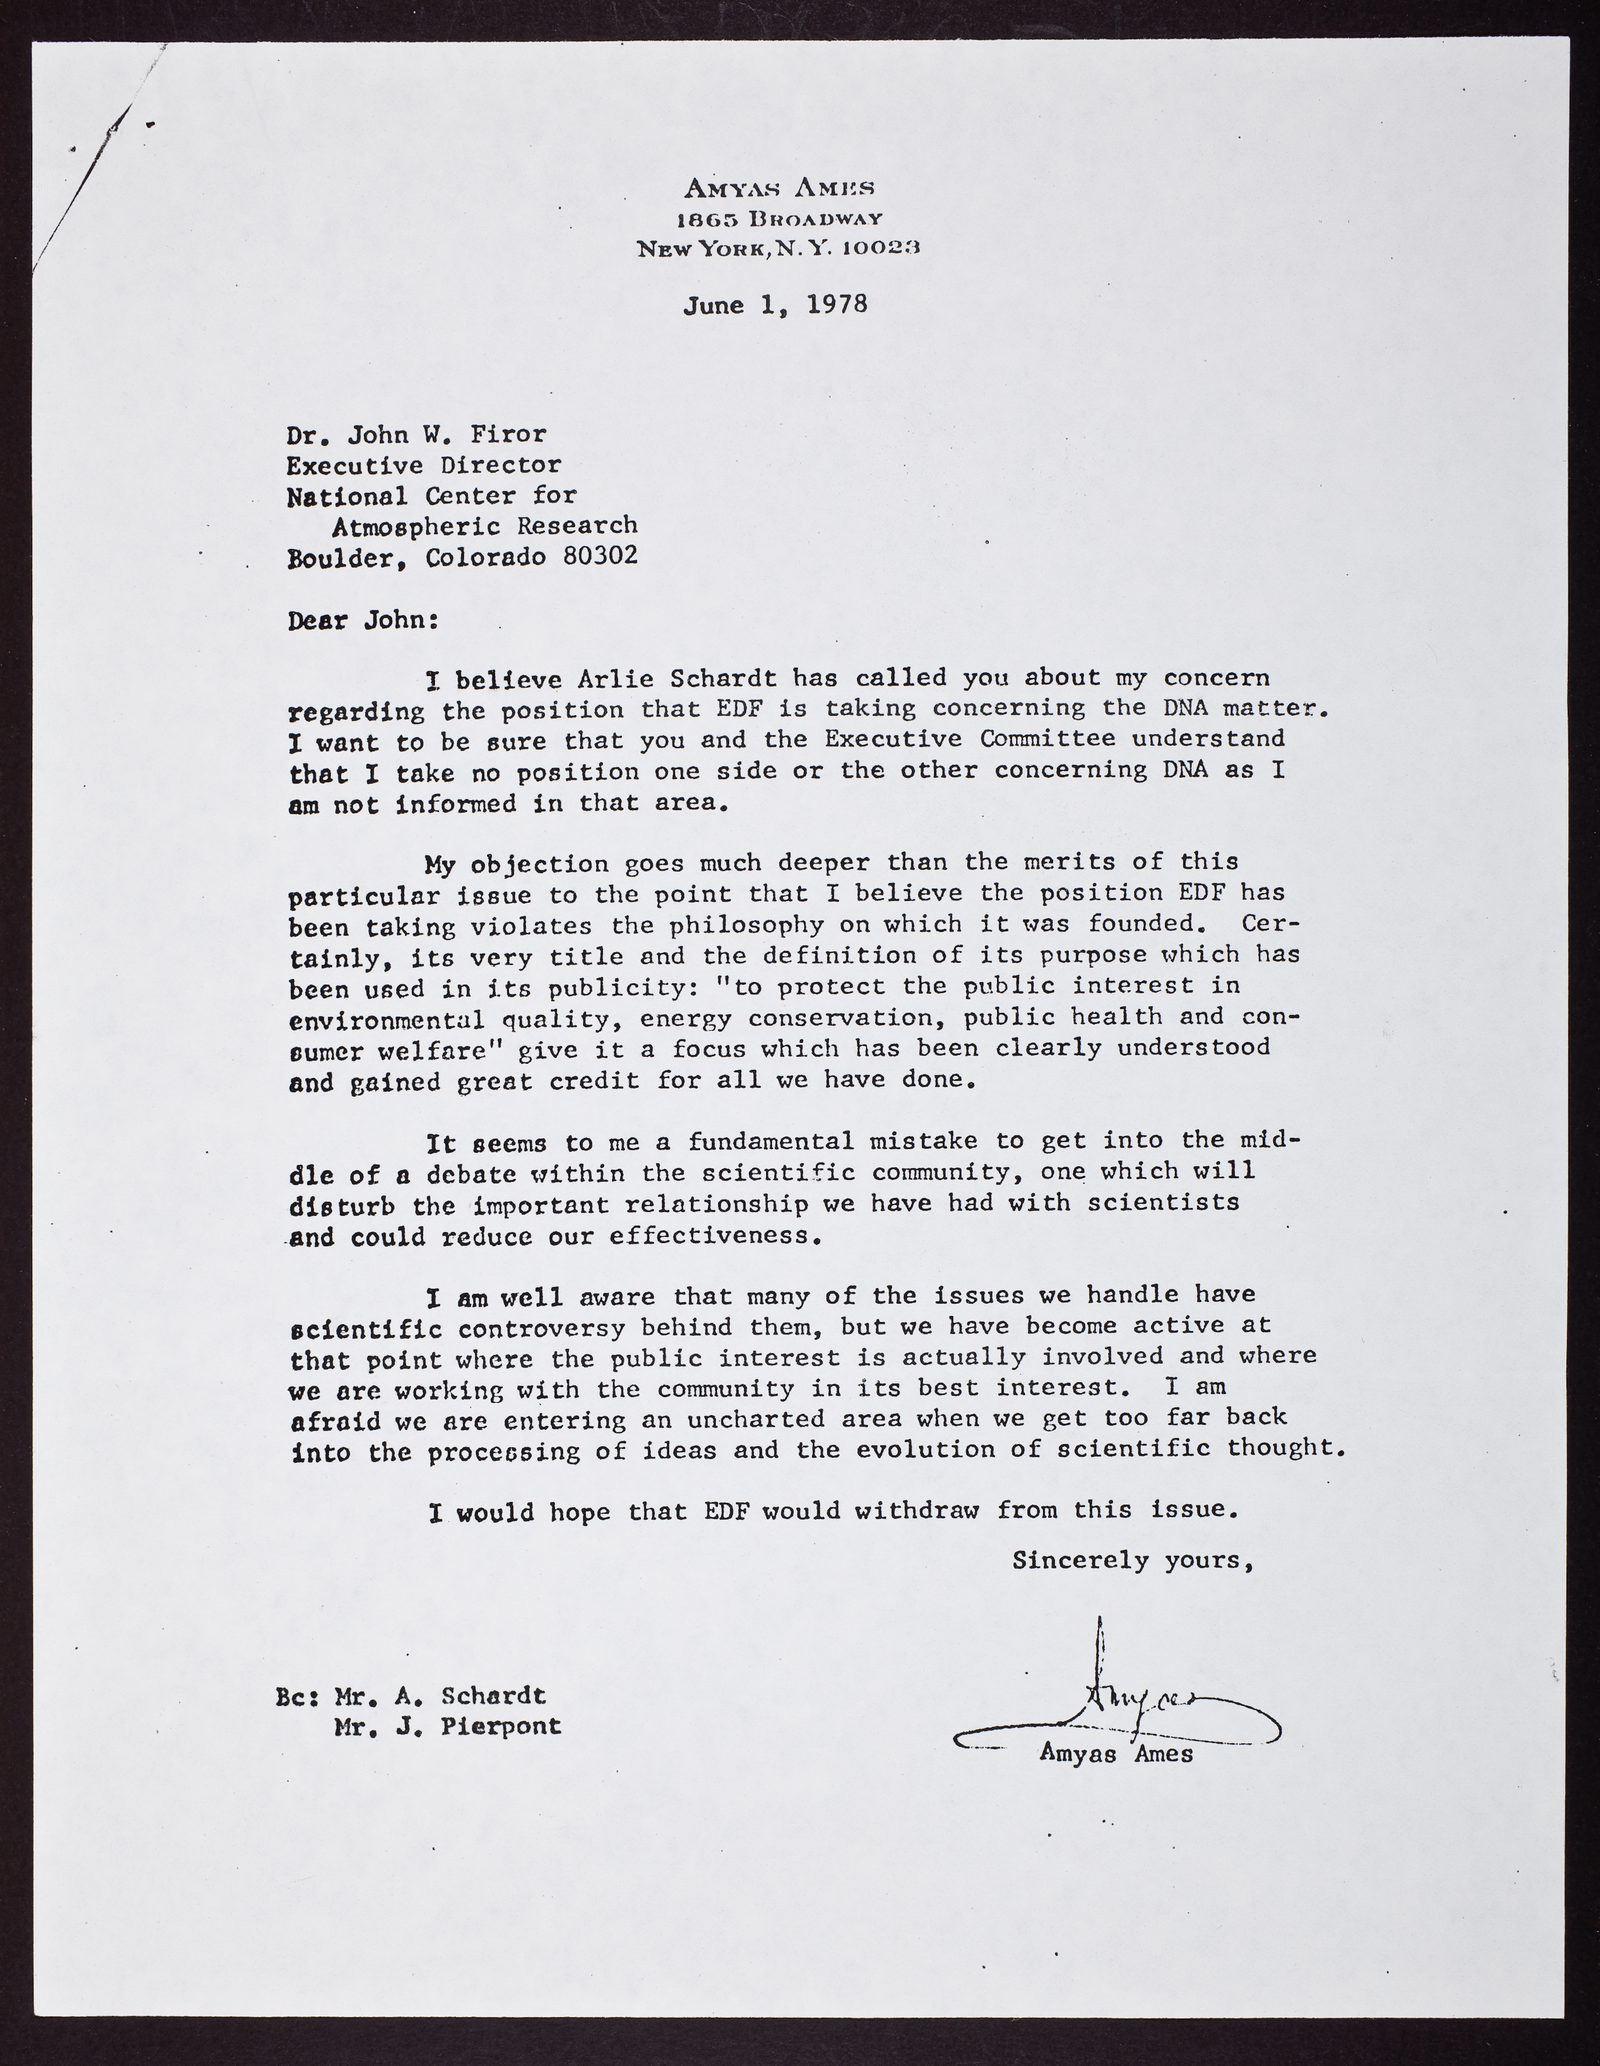 AMYAS AMES
1865 BROADWAY
NEW YORK, N. Y. 10023
June 1, 1978
Dr. John W. Firor
Executive Director
National Center for
Atmospheric Research
Boulder, Colorado 80302
Dear John:
I believe Arlie Schardt has called you about my concern
regarding the position that EDF is taking concerning the DNA matter.
I want to be sure that you and the Executive Committee understand
that I take no position one side or the other concerning DNA as I
am not informed in that area.
My objection goes much deeper than the merits of this
particular issue to the point that I believe the position EDF has
been taking violates the philosophy on which it was founded. Cer-
tainly, its very title and the definition of its purpose which has
been used in its publicity: "to protect the public interest in
environmental quality, energy conservation, public health and con-
sumer welfare" give it a focus which has been clearly understood
and gained great credit for all we have done.
It seems to me a fundamental mistake to get into the mid-
dle of a debate within the scientific community, one which will
disturb the important relationship we have had with scientists
and could reduce our effectiveness.
I am well aware that many of the issues we handle have
scientific controversy behind them, but we have become active at
that point where the public interest is actually involved and where
we are working with the community in its best interest. I am
afraid we are entering an uncharted area when we get too far back
into the processing of ideas and the evolution of scientific thought.
I would hope that EDF would withdraw from this issue.
Sincerely yours,
Amyas
Amyas Ames
Bc: Mr. A. Schardt
Mr. J. Pierpont